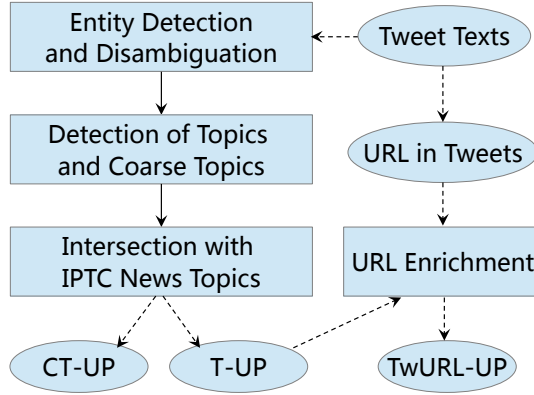 Entity Detection
and Disambiguation
Tweet Texts
Detection of Topics
and Coarse Topics
URL in Tweets
Intersection with
IPTC News Topics
URL Enrichment
CT-UP
T-UP
TwURL-UP